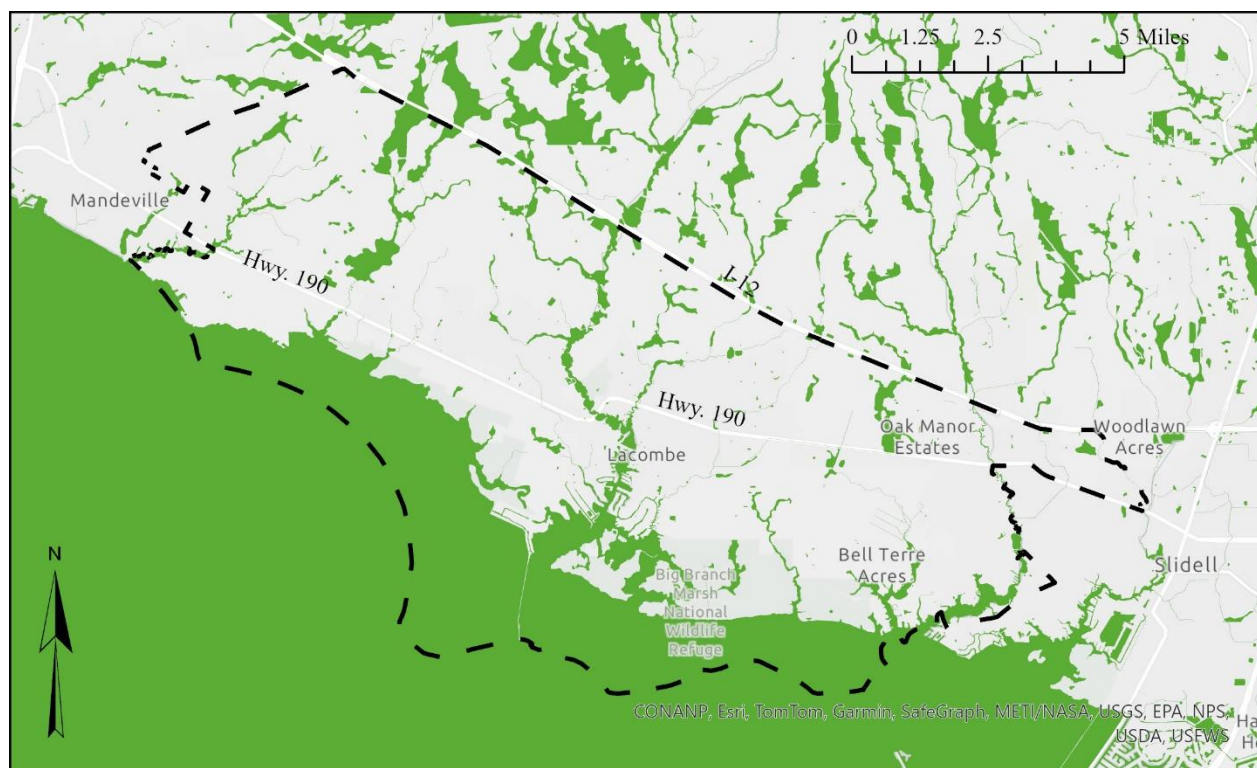 0 1.25 2.5 5 Miles
Mandeville
Hwy. 190
I-12
Hwy. 190
Oak Manor
Estates
Woodlawn
Acres
Lacombe
N
Bell Terre
Acres
Slidell
Big Branch
Marsh
National
Wildlife
Refuge
CONANP, Esri, TomTom, Garmin, SafeGraph, METI/NASA, USGS, EPA, NPS,
USDA, USFWS
Ha
He